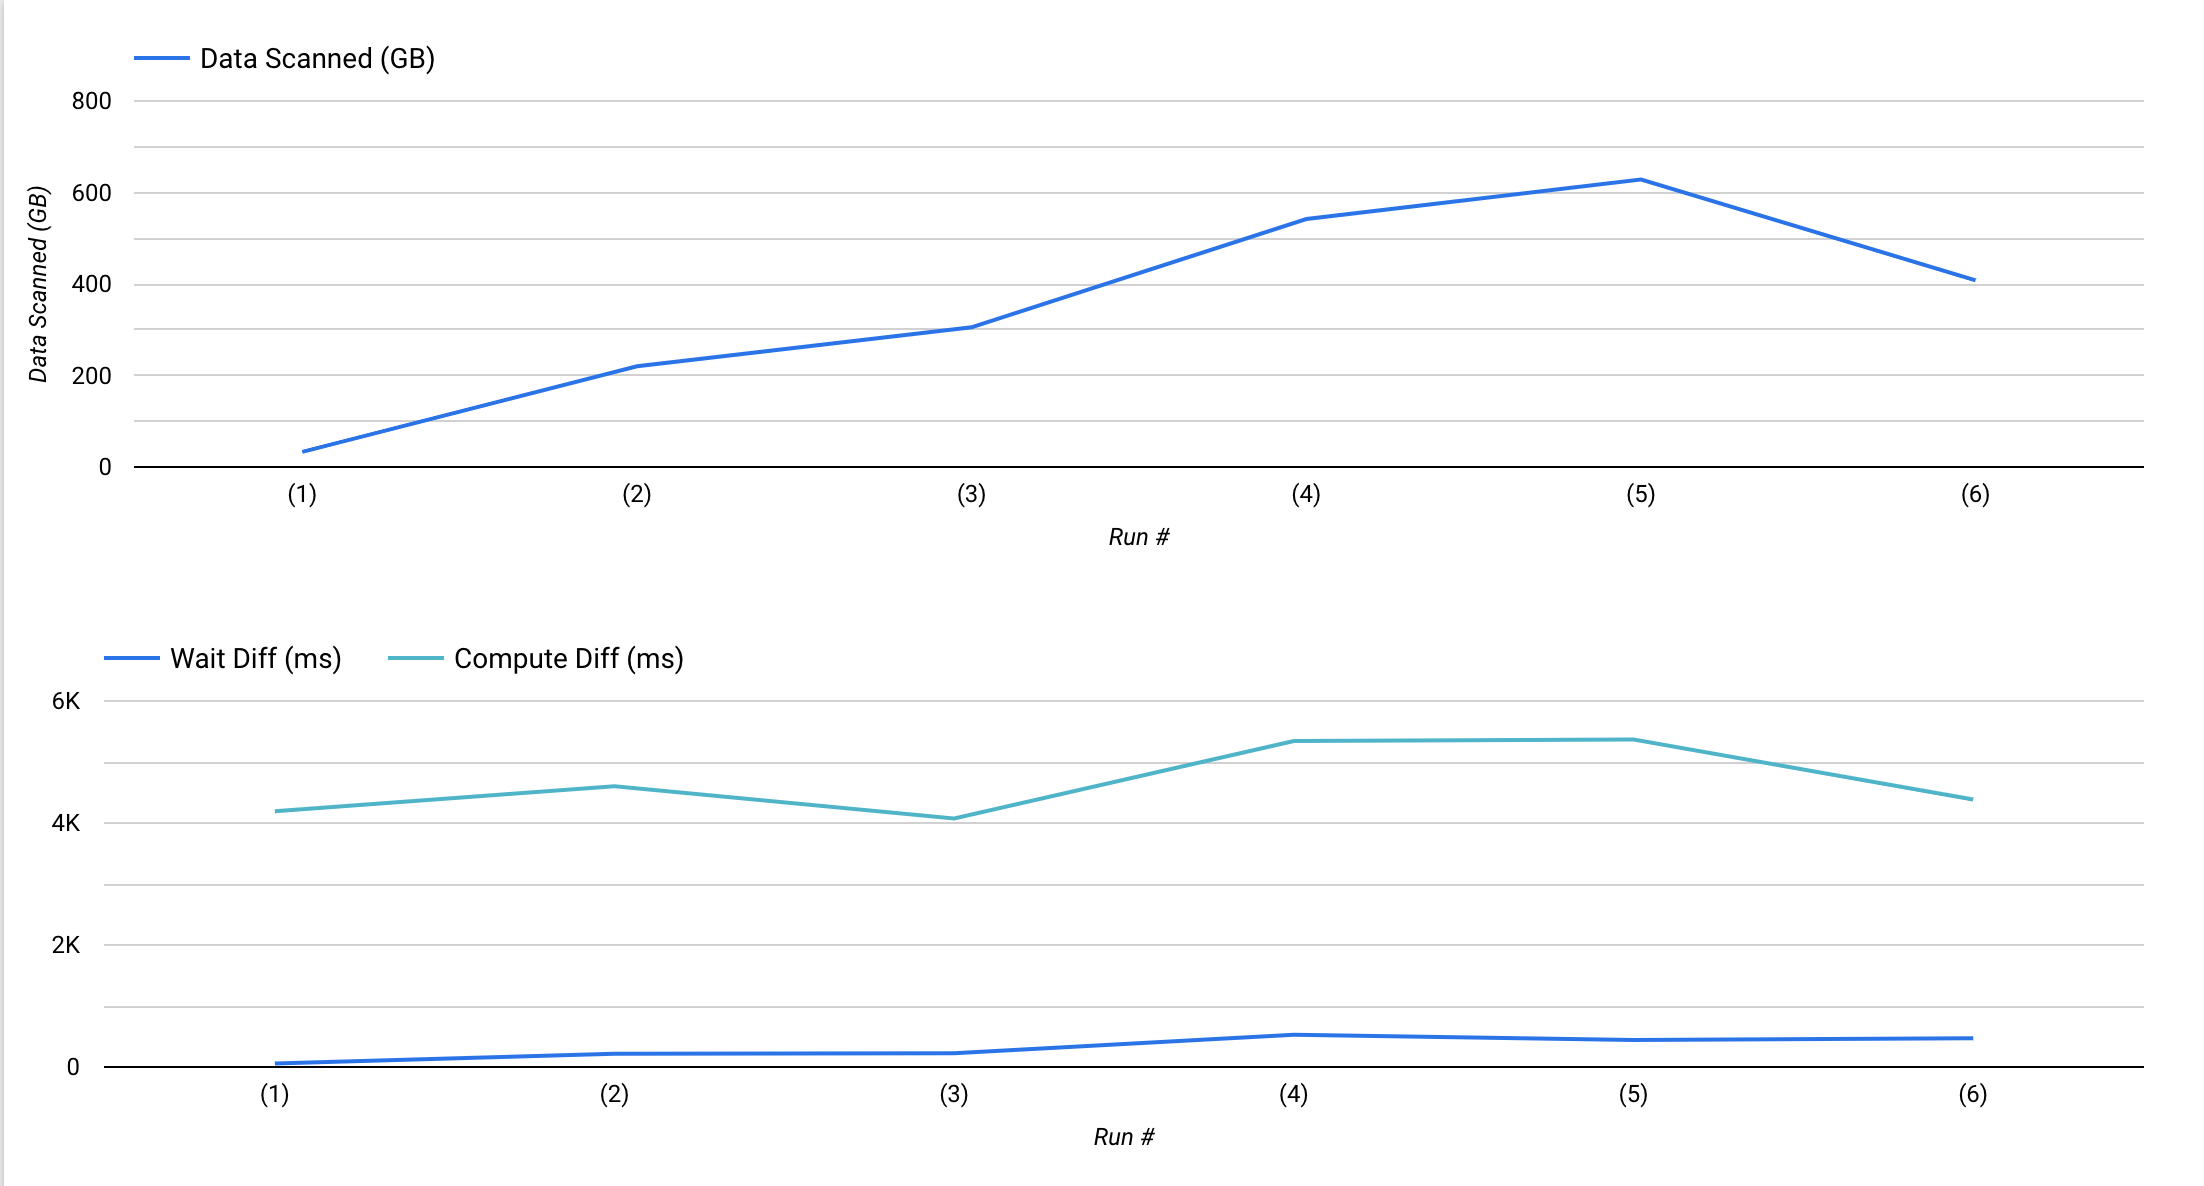 Data Scanned (GB)
800
600
400
200
0
Data Scanned (GB)
(1) (2) (3) (4) (5) (6)
Run #
Wait Diff (ms) Compute Diff (ms)
6K
4K
2K
0
(1) (2) (3) (4) (5) (6)
Run #